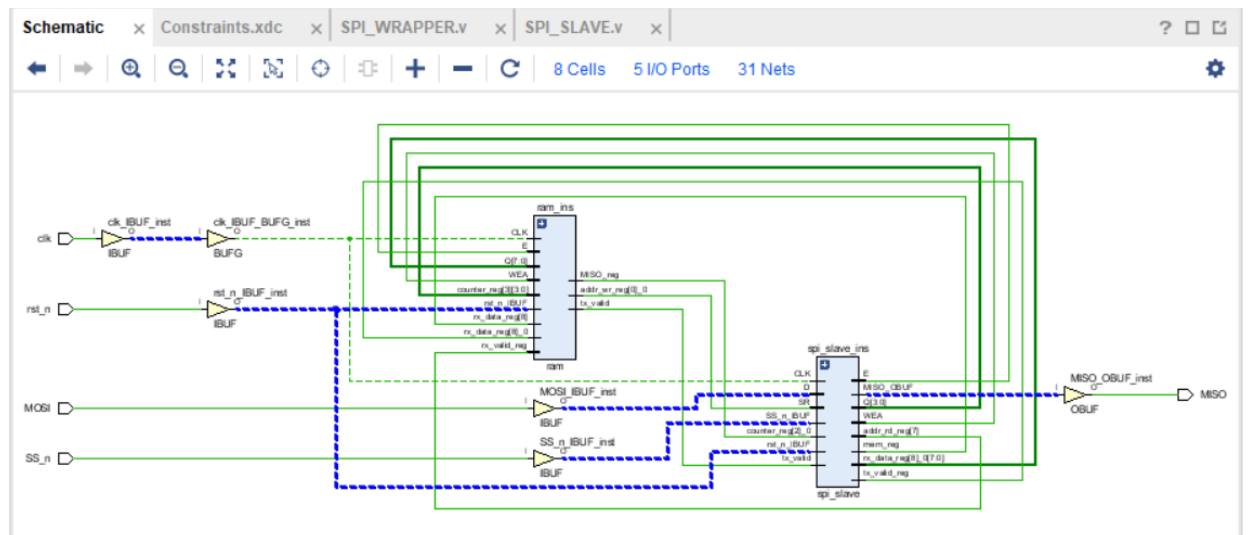 Schematic × Constraints.xdc × SPI_WRAPPER.v × SPI_SLAVE.v × ?
8 Cells 5 I/O Ports 31 Nets
clk
clk_IBUF_inst
I
O
IBUF
clk_IBUF_BUFG_inst
I
O
BUFG
rst_n
rst_n_IBUF_inst
I
O
IBUF
ram_ins
CLK
E
Q[7:0]
WEA
counter_reg[3][3:0]
rst_n_IBUF
rx_data_reg[8]
rx_data_reg[8]_0
rx_valid_reg
MISO_reg
addr_wr_reg[0]_0
tx_valid
ram
MOSI
MOSI_IBUF_inst
I
O
IBUF
SS_n
SS_n_IBUF_inst
I
O
IBUF
spi_slave_ins
CLK
D
SR
SS_n_IBUF
counter_reg[2]_0
rst_n_IBUF
tx_valid
E
MISO_OBUF
Q[3:0]
WEA
addr_rd_reg[7]
mem_reg
rx_data_reg[8]_0[7:0]
tx_valid_reg
spi_slave
MISO_OBUF_inst
I
O
OBUF
MISO